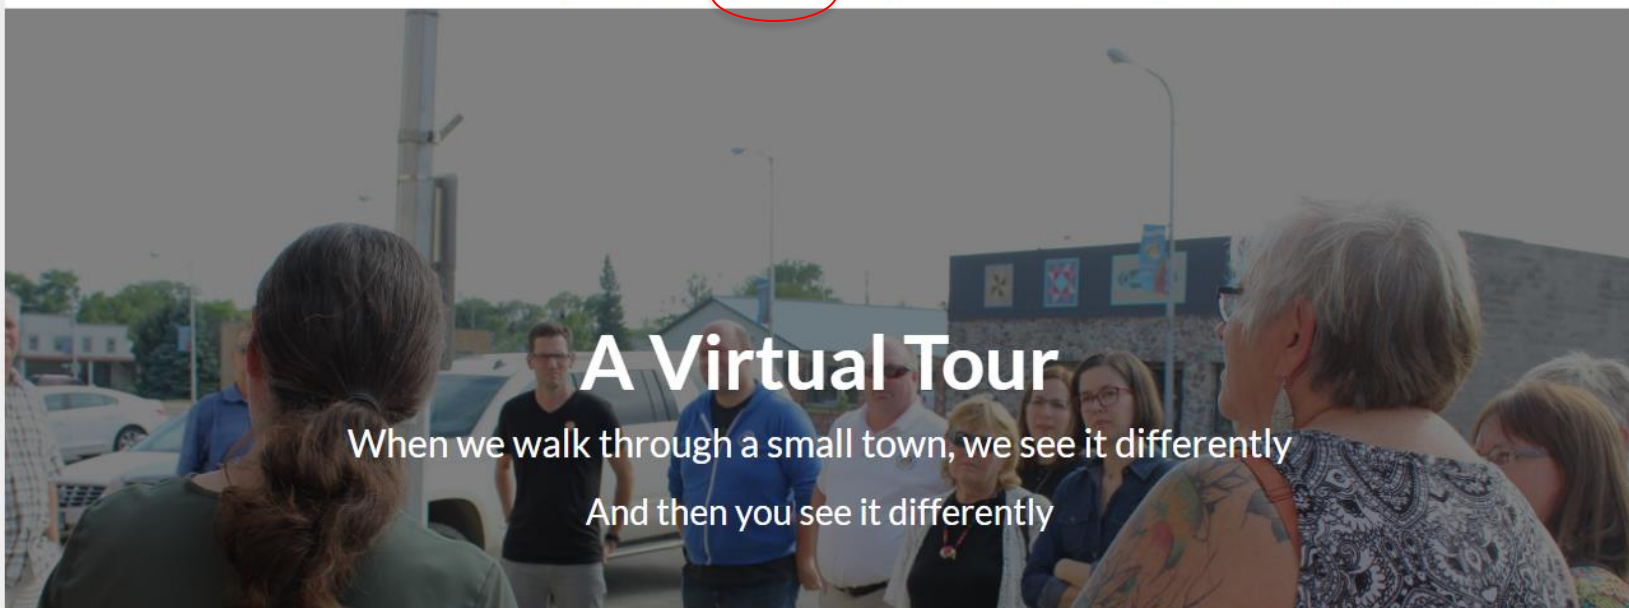 A Virtual Tour
When we walk through a small town, we see it differently
And then you see it differently